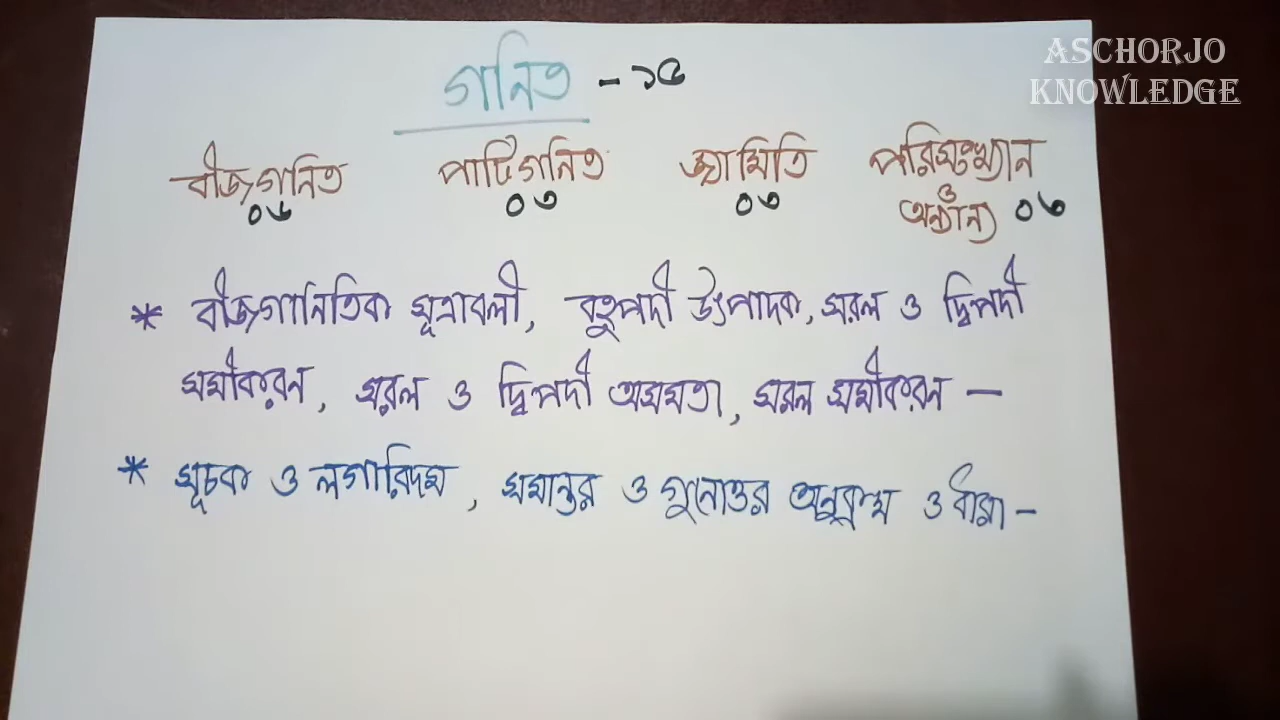 ASCHORJO
KNOWLEDGE
গনিত - ১৫
বীজগনিত পাটিগনিত জ্যামিতি পরিসংখ্যান
০৬ ০৩ ০৩ ও
অন্যান্য ০৩
* বীজগানিতিক সূত্রাবলী, বহুপদী উৎপাদক, সরল ও দ্বিপদী
সমীকরন, সরল ও দ্বিপদী অসমতা, সরল সমীকরন —
* সূচক ও লগারিদম, সমান্তর ও গুনোত্তর অনুক্রম ও ধারা -